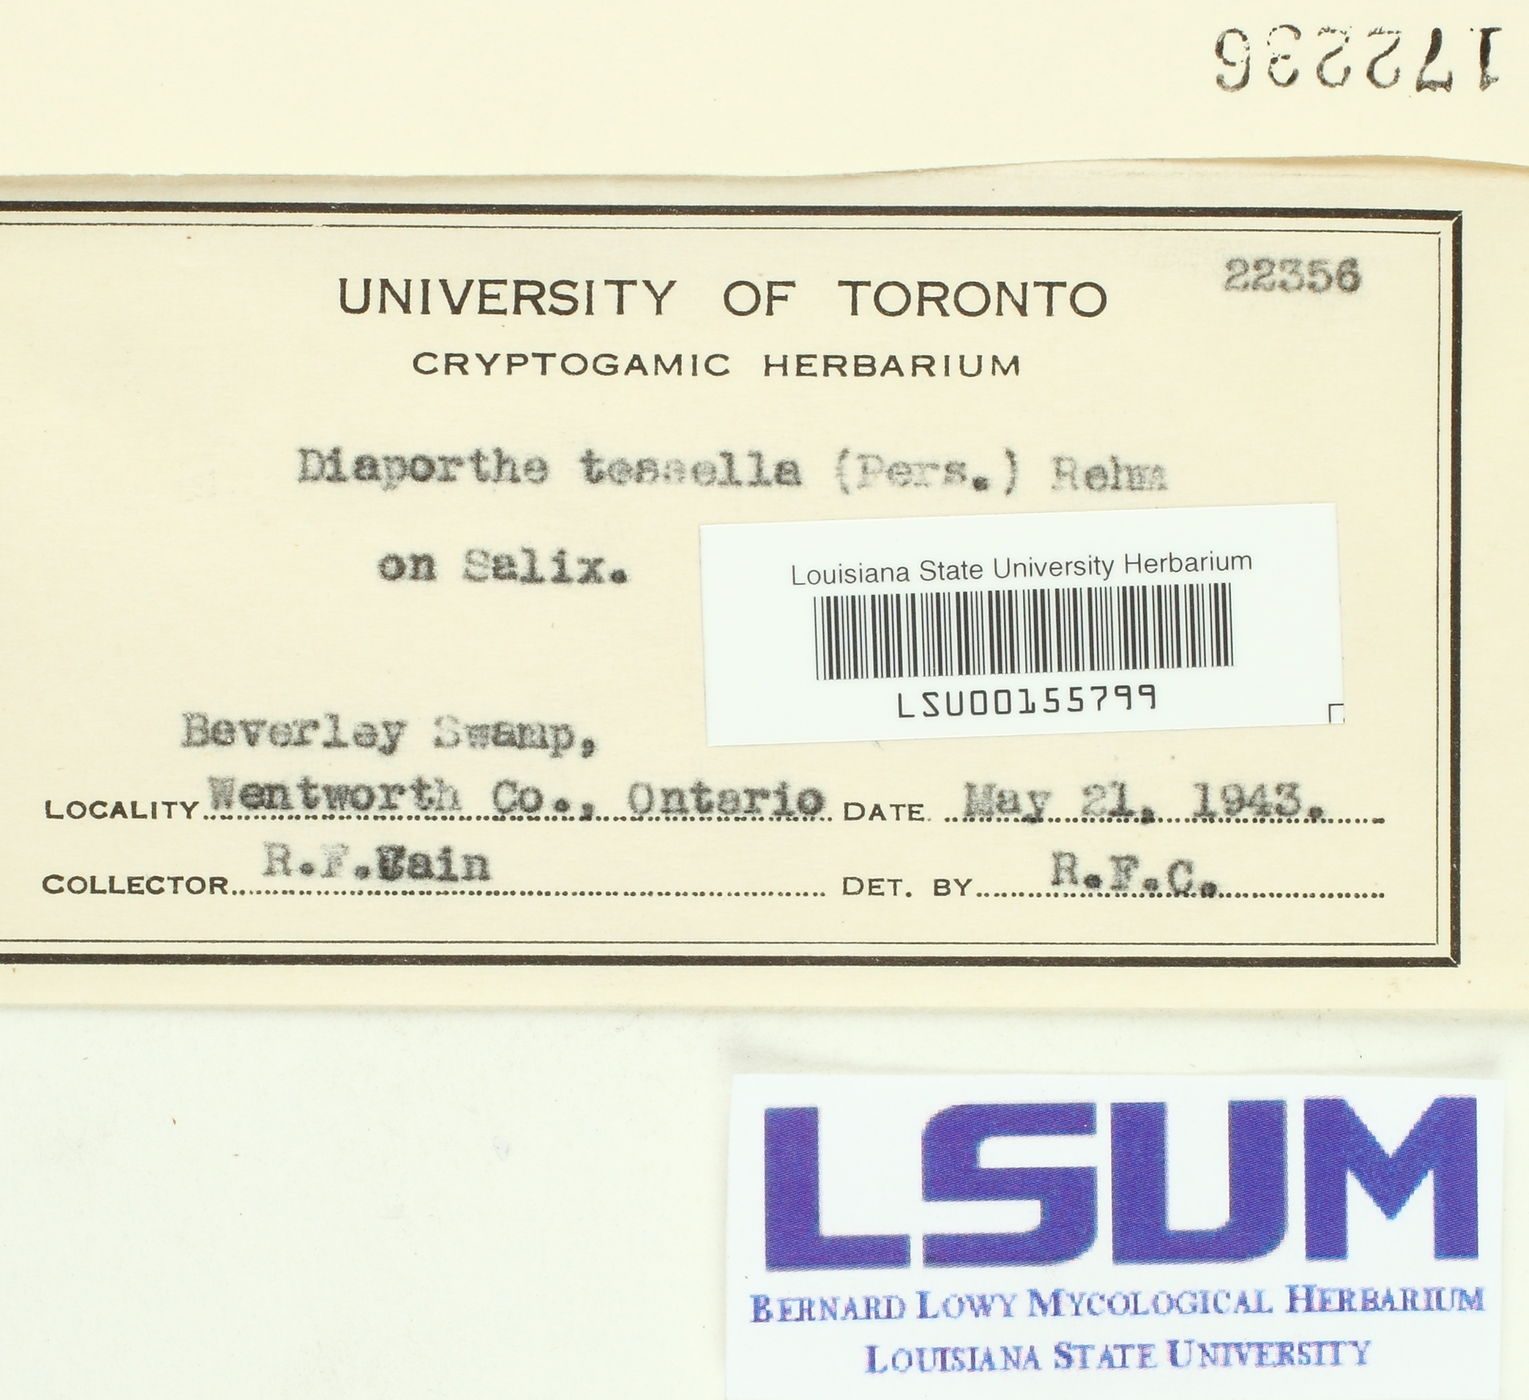 172236
22356
UNIVERSITY OF TORONTO
CRYPTOGAMIC HERBARIUM
Diaporthe tessella (Pers.) Rehm
on Salix.
Louisiana State University Herbarium
LSU00155799
Beverley Swamp,
LOCALITY Wentworth Co., Ontario DATE May 21, 1943.
COLLECTOR R.F.Cain DET. BY R.F.C.
LSUM
BERNARD LOWY MYCOLOGICAL HERBARIUM
LOUISIANA STATE UNIVERSITY